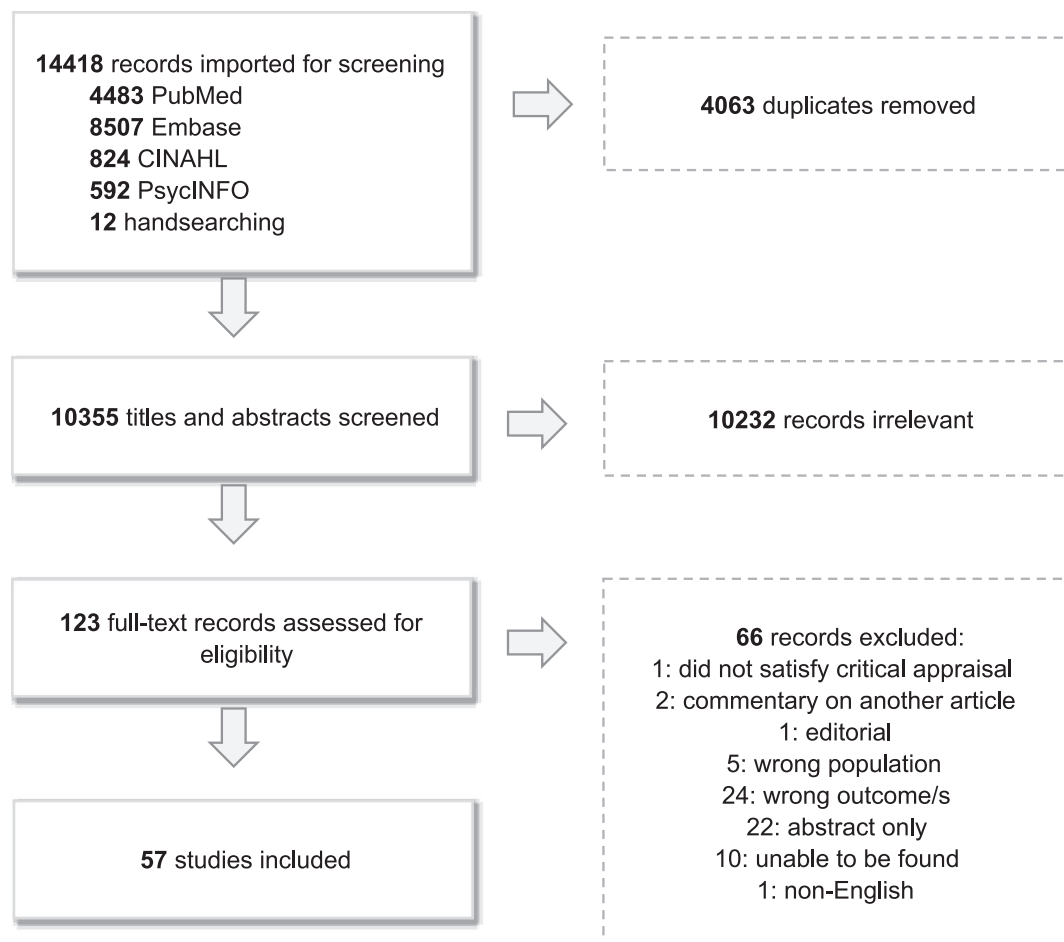 14418 records imported for screening
4483 PubMed
8507 Embase
824 CINAHL
592 PsycINFO
12 handsearching
4063 duplicates removed
10355 titles and abstracts screened
10232 records irrelevant
123 full-text records assessed for
eligibility
66 records excluded:
1: did not satisfy critical appraisal
2: commentary on another article
1: editorial
5: wrong population
24: wrong outcome/s
22: abstract only
10: unable to be found
1: non-English
57 studies included